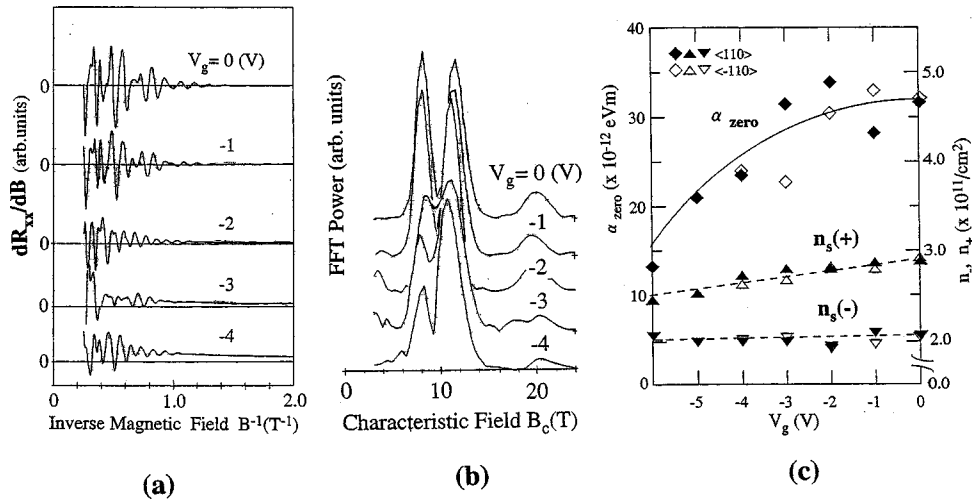 V_g= 0 (V)
-1
-2
-3
-4
0
0
0
0
0
dR_xx/dB (arb.units)
0
1.0
2.0
Inverse Magnetic Field B^-1(T^-1)
(a)
FFT Power (arb. units)
V_g= 0 (V)
-1
-2
-3
-4
0
10
20
Characteristic Field B_c(T)
(b)
40
30
20
10
0
α_zero (x 10^-12 eVm)
<110>
<-110>
α zero
n_s(+)
n_s(-)
5.0
4.0
3.0
2.0
0.0
n_-, n_+ (x 10^11/cm^2)
-5
-4
-3
-2
-1
0
V_g (V)
(c)